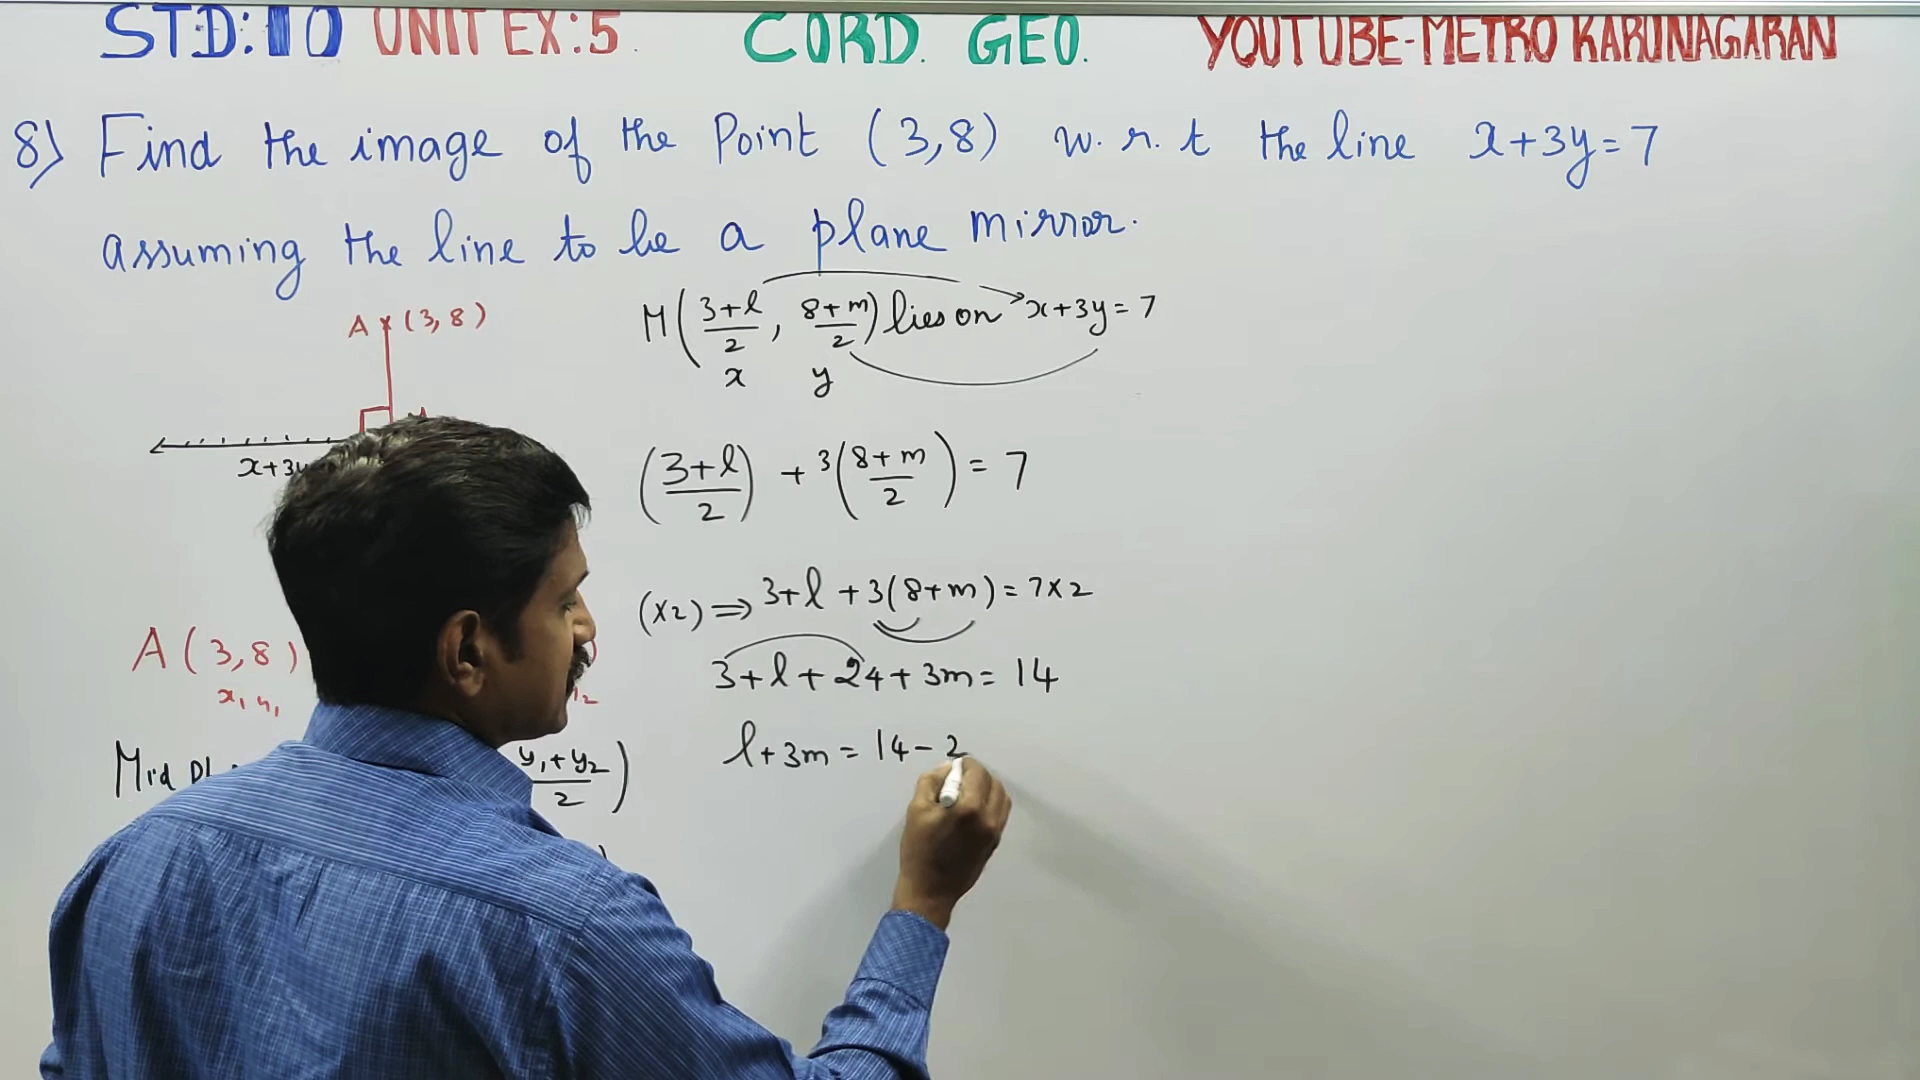 STD:10 UNIT EX:5. CORD. GEO. YOUTUBE-METRO KARUNAGARAN
8) Find the image of the Point (3,8) w.r.t the line x+3y=7
assuming the line to be a plane mirror.
A (3,8)
x+3y
A (3,8)
x₁ y₁
Mid
y₁+y₂
2
M(3+l/2, 8+m/2) lies on x+3y=7
x y
(3+l/2) + 3(8+m/2) = 7
(x2) ⇒ 3+l+3(8+m)=7x2
3+l+24+3m=14
l+3m=14-2